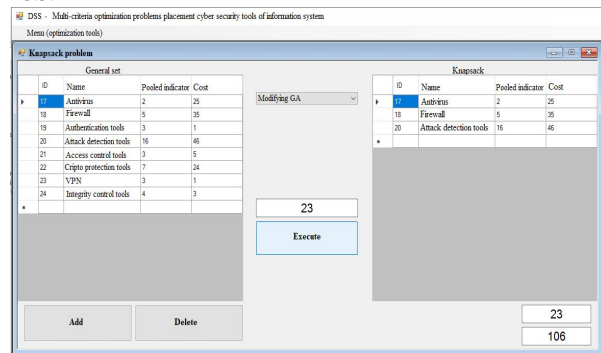 DSS - Multi-criteria optimization problems placement cyber security tools of information system
Menu (optimization tools)
Knapsack problem
General set
ID Name Pooled indicator Cost
17 Antivirus 2 25
18 Firewall 5 35
19 Authentication tools 3 1
20 Attack detection tools 16 46
21 Access control tools 3 5
22 Cripto protection tools 7 24
23 VPN 3 1
24 Integrity control tools 4 3
Add
Delete
Modifying GA
23
Execute
Knapsack
ID Name Pooled indicator Cost
17 Antivirus 2 25
18 Firewall 5 35
20 Attack detection tools 16 46
23
106